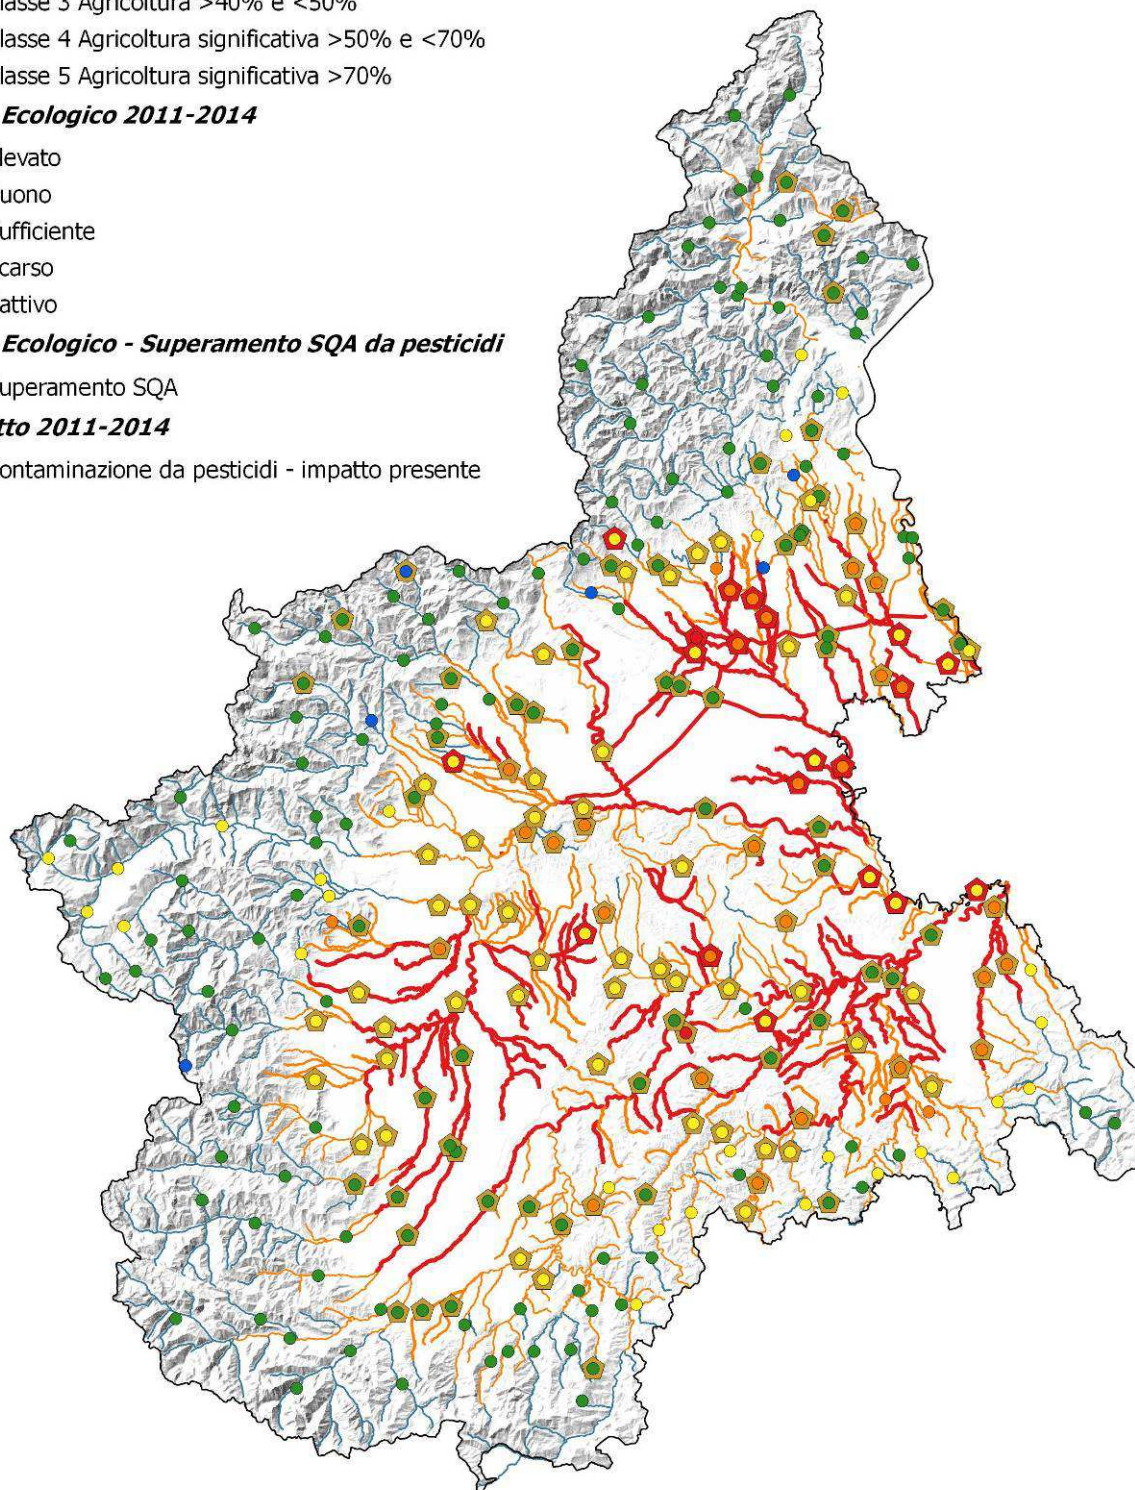 lasse 3 Agricoltura >40% e <50%
lasse 4 Agricoltura significativa >50% e <70%
lasse 5 Agricoltura significativa >70%
Ecologico 2011-2014
levato
uono
ufficiente
carso
attivo
Ecologico - Superamento SQA da pesticidi
uperamento SQA
tto 2011-2014
ontaminazione da pesticidi - impatto presente